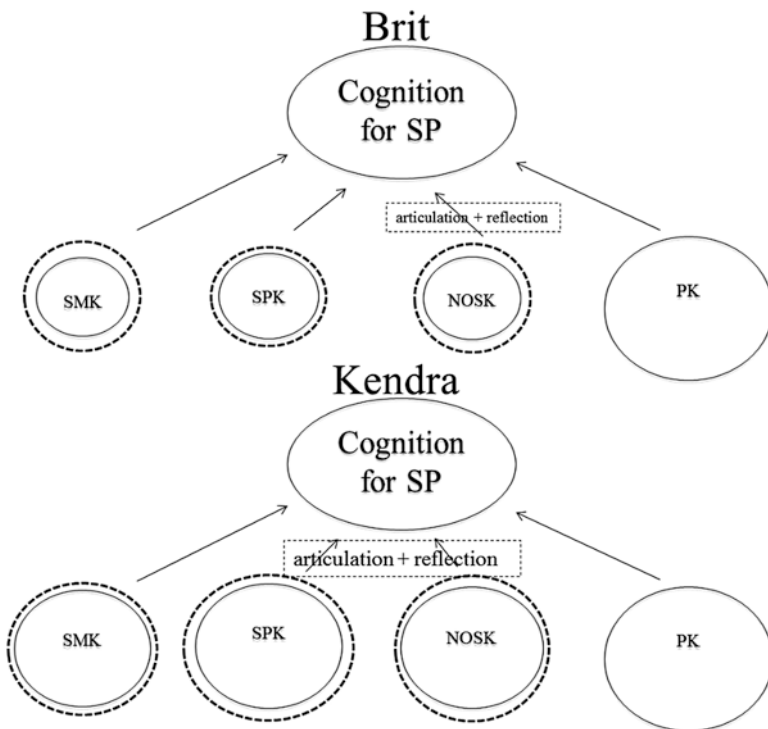 Brit
Cognition
for SP
articulation + reflection
SMK
SPK
NOSK
PK
Kendra
Cognition
for SP
articulation + reflection
SMK
SPK
NOSK
PK